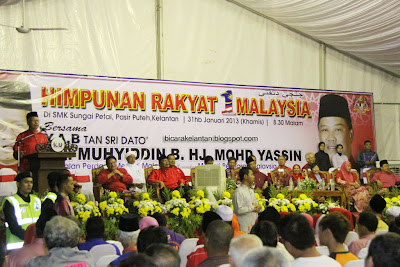 HIMPUNAN RAKYAT 1 MALAYSIA
Di SMK Sungai Petai, Pasir Puteh, Kelantan | 31hb Januari 2013 (Khamis) | 8.30 Malam
Bersama
bicarakelantan.blogspot.com
TAN SRI DATO'
MUHYIDDIN B. HJ. MOHD YASSIN